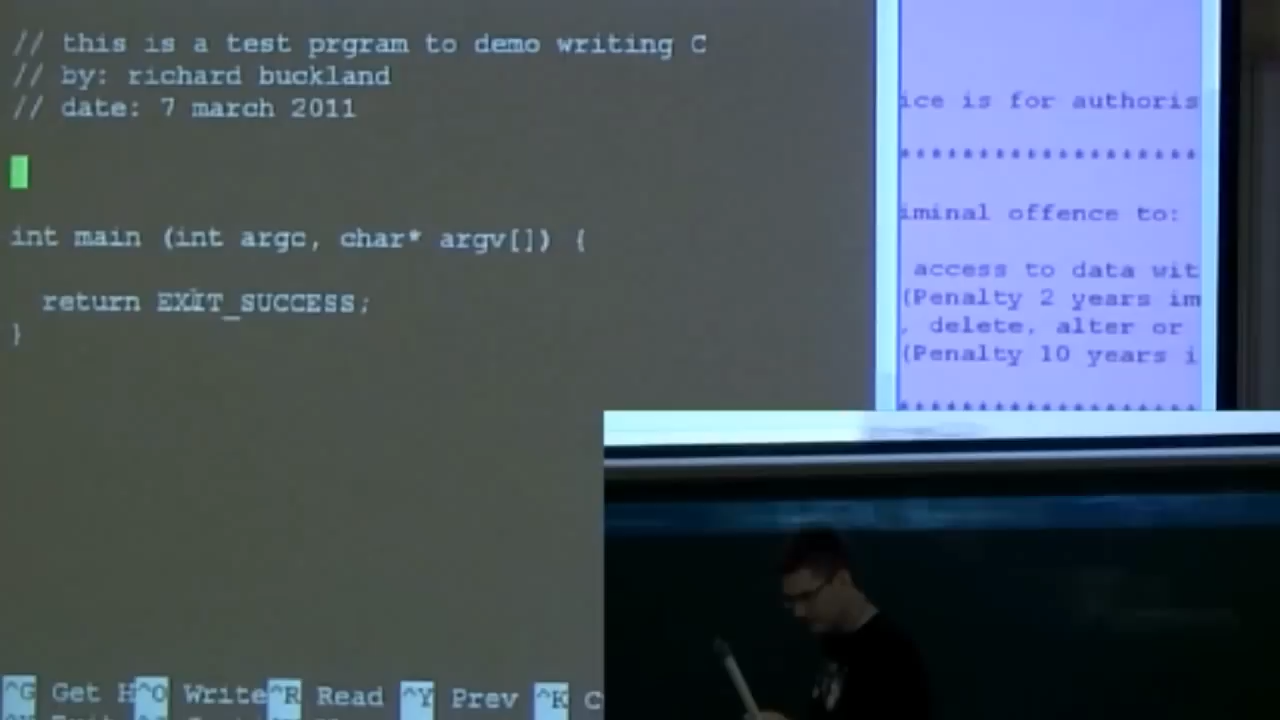 // this is a test prgram to demo writing C
// by: richard buckland
// date: 7 march 2011
int main (int argc, char* argv[]) {
return EXIT_SUCCESS;
}
^G Get H^O Write^R Read ^Y Prev ^K C
ice is for authoris
*******************
iminal offence to:
access to data wit
(Penalty 2 years im
, delete, alter or
(Penalty 10 years i
*******************